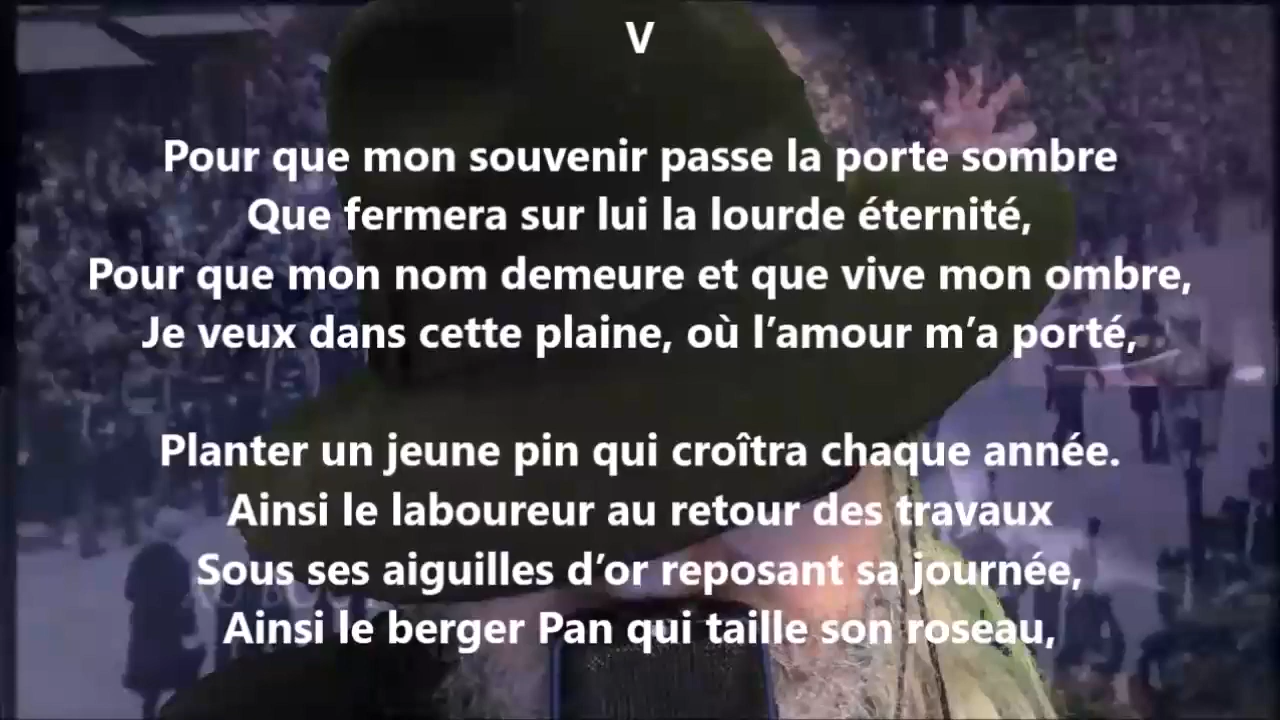 V
Pour que mon souvenir passe la porte sombre
Que fermera sur lui la lourde éternité,
Pour que mon nom demeure et que vive mon ombre,
Je veux dans cette plaine, où l’amour m’a porté,
Planter un jeune pin qui croîtra chaque année.
Ainsi le laboureur au retour des travaux
Sous ses aiguilles d’or reposant sa journée,
Ainsi le berger Pan qui taille son roseau,